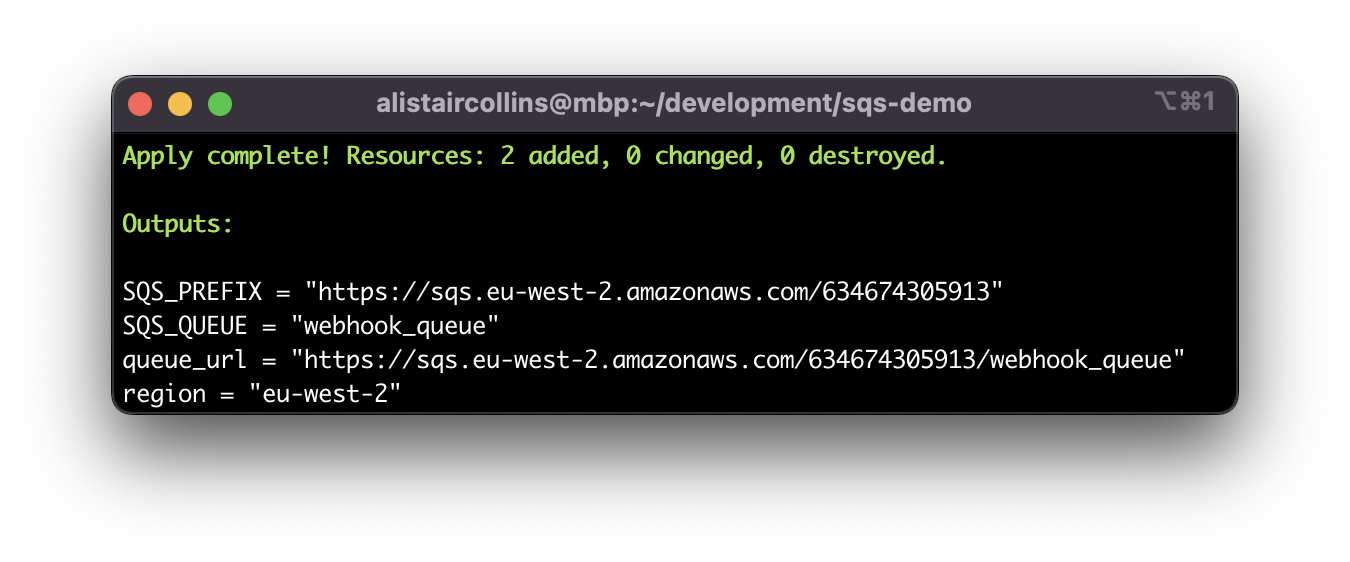 alistaircollins@mbp:~/development/sqs-demo
⌥⌘1
Apply complete! Resources: 2 added, 0 changed, 0 destroyed.
Outputs:
SQS_PREFIX = "https://sqs.eu-west-2.amazonaws.com/634674305913"
SQS_QUEUE = "webhook_queue"
queue_url = "https://sqs.eu-west-2.amazonaws.com/634674305913/webhook_queue"
region = "eu-west-2"